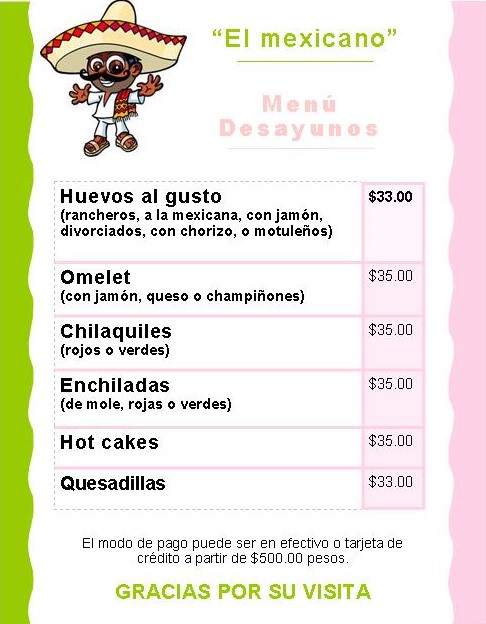 “El mexicano”
Menú
Desayunos
Huevos al gusto
$33.00
(rancheros, a la mexicana, con jamón,
divorciados, con chorizo, o motuleños)
Omelet
$35.00
(con jamón, queso o champiñones)
Chilaquiles
$35.00
(rojos o verdes)
Enchiladas
$35.00
(de mole, rojas o verdes)
Hot cakes
$35.00
Quesadillas
$33.00
El modo de pago puede ser en efectivo o tarjeta de
crédito a partir de $500.00 pesos.
GRACIAS POR SU VISITA